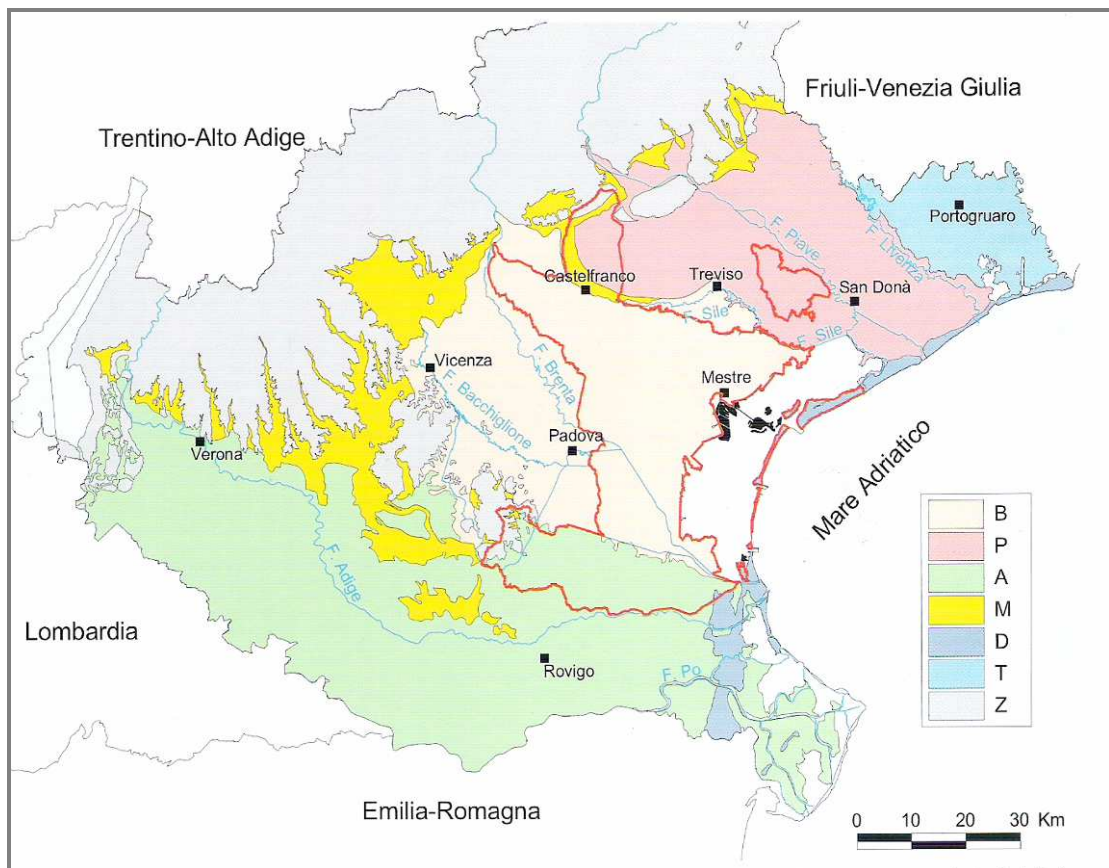 Friuli-Venezia Giulia
Trentino-Alto Adige
Portogruaro
F. Piave
F. Livenza
Castelfranco
Treviso
San Donà
F. Sile
F. Sile
Vicenza
F. Brenta
Mestre
F. Bacchiglione
Padova
Verona
Mare Adriatico
F. Adige
Lombardia
Rovigo
F. Po
Emilia-Romagna
B
P
A
M
D
T
Z
0 10 20 30 Km